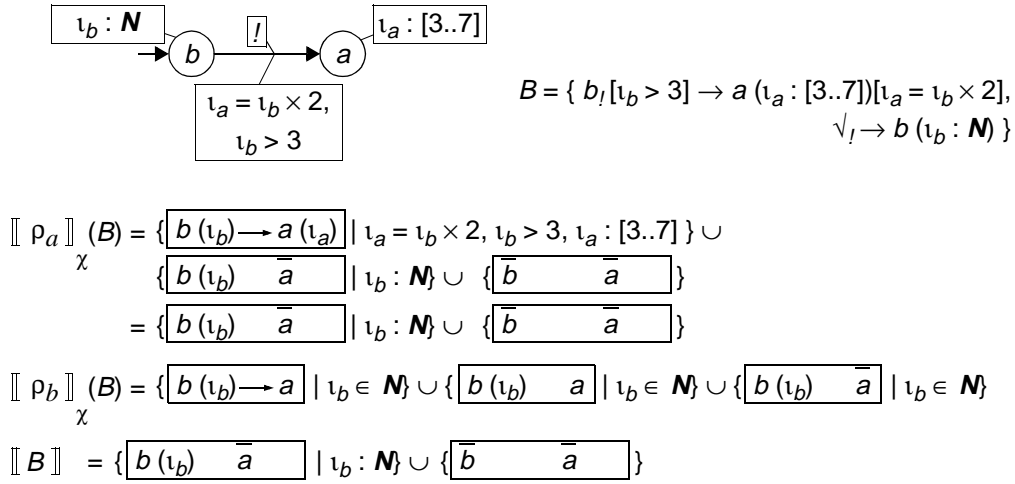 ι_b : N
!
ι_a : [3..7]
b
a
ι_a = ι_b × 2,
ι_b > 3
B = { b_! [ι_b > 3] → a (ι_a : [3..7])[ι_a = ι_b × 2],
√_! → b (ι_b : N) }
⟦ ρ_a ⟧_χ (B) = { b (ι_b) → a (ι_a) | ι_a = ι_b × 2, ι_b > 3, ι_a : [3..7] } ∪
{ b (ι_b) a̅ | ι_b : N} ∪ { b̅ a̅ }
= { b (ι_b) a̅ | ι_b : N} ∪ { b̅ a̅ }
⟦ ρ_b ⟧_χ (B) = { b (ι_b) → a | ι_b ∈ N} ∪ { b (ι_b) a | ι_b ∈ N} ∪ { b (ι_b) a̅ | ι_b ∈ N}
⟦ B ⟧ = { b (ι_b) a̅ | ι_b : N} ∪ { b̅ a̅ }